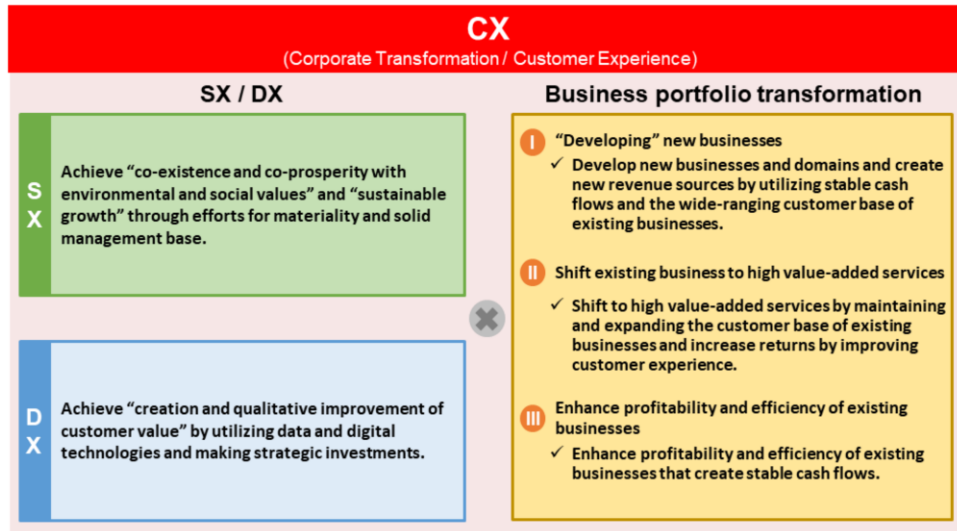 CX
(Corporate Transformation / Customer Experience)
SX / DX
S
X
Achieve “co-existence and co-prosperity with
environmental and social values” and “sustainable
growth” through efforts for materiality and solid
management base.
D
X
Achieve “creation and qualitative improvement of
customer value” by utilizing data and digital
technologies and making strategic investments.
Business portfolio transformation
I “Developing” new businesses
✓ Develop new businesses and domains and create
new revenue sources by utilizing stable cash
flows and the wide-ranging customer base of
existing businesses.
II Shift existing business to high value-added services
✓ Shift to high value-added services by maintaining
and expanding the customer base of existing
businesses and increase returns by improving
customer experience.
III Enhance profitability and efficiency of existing
businesses
✓ Enhance profitability and efficiency of existing
businesses that create stable cash flows.